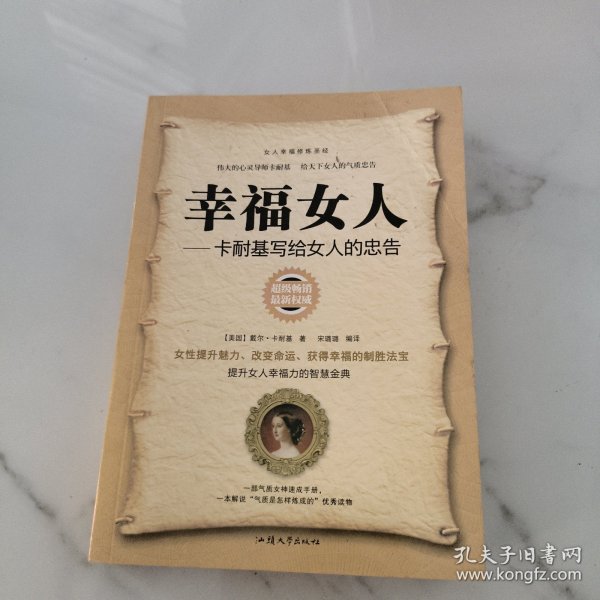 女人幸福修炼圣经
伟大的心灵导师卡耐基 给天下女人的气质忠告
幸福女人
——卡耐基写给女人的忠告
超级畅销
最新权威
【美国】戴尔·卡耐基 著 宋璐璐 编译
女性提升魅力、改变命运、获得幸福的制胜法宝
提升女人幸福力的智慧金典
一部气质女神速成手册，
一本解说“气质是怎样炼成的”优秀读物
汕头大学出版社
孔夫子旧书网
www.kongfz.com